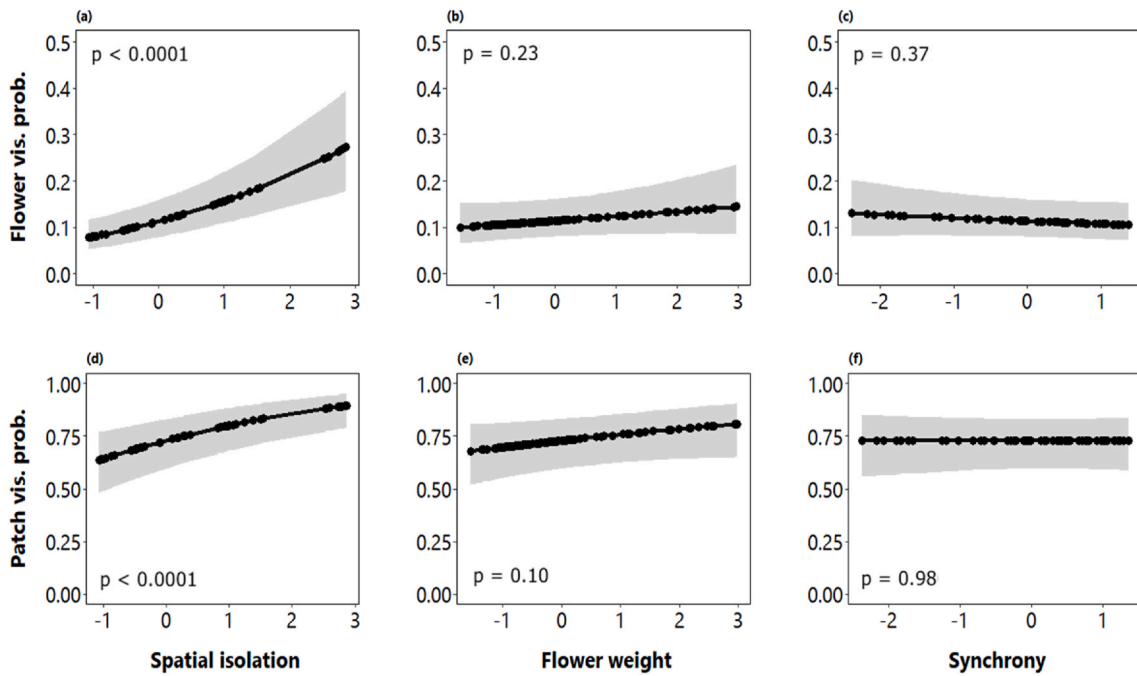 (a) (b) (c)
p < 0.0001 p = 0.23 p = 0.37
Flower vis. prob.
0.5 0.5 0.5
0.4 0.4 0.4
0.3 0.3 0.3
0.2 0.2 0.2
0.1 0.1 0.1
0.0 0.0 0.0
-1 0 1 2 3 -1 0 1 2 3 -2 -1 0 1
(d) (e) (f)
Patch vis. prob.
1.00 1.00 1.00
0.75 0.75 0.75
0.50 0.50 0.50
0.25 0.25 0.25
p < 0.0001 p = 0.10 p = 0.98
0.00 0.00 0.00
-1 0 1 2 3 -1 0 1 2 3 -2 -1 0 1
Spatial isolation Flower weight Synchrony